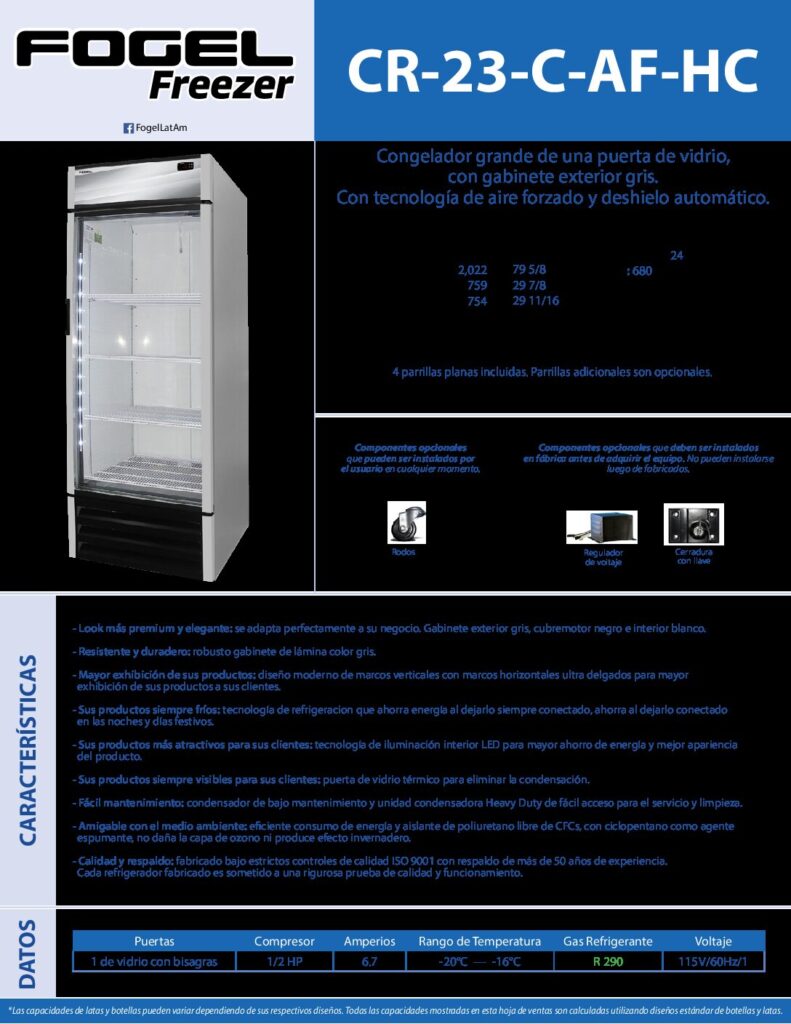 FOGEL
Freezer
FogelLatAm
CR-23-C-AF-HC
Congelador grande de una puerta de vidrio,
con gabinete exterior gris.
Con tecnología de aire forzado y deshielo automático.
24
2,022 79 5/8 : 680
759 29 7/8
754 29 11/16
4 parrillas planas incluidas. Parrillas adicionales son opcionales.
Componentes opcionales
que pueden ser instalados por
el usuario en cualquier momento.
Componentes opcionales que deben ser instalados
en fábrica antes de adquirir el equipo. No pueden instalarse
luego de fabricados.
Rodos
Regulador
de voltaje
Cerradura
con llave
CARACTERÍSTICAS
- Look más premium y elegante: se adapta perfectamente a su negocio. Gabinete exterior gris, cubremotor negro e interior blanco.
- Resistente y duradero: robusto gabinete de lámina color gris.
- Mayor exhibición de sus productos: diseño moderno de marcos verticales con marcos horizontales ultra delgados para mayor
exhibición de sus productos a sus clientes.
- Sus productos siempre fríos: tecnología de refrigeracion que ahorra energía al dejarlo siempre conectado, ahorra al dejarlo conectado
en las noches y días festivos.
- Sus productos más atractivos para sus clientes: tecnología de iluminación interior LED para mayor ahorro de energía y mejor apariencia
del producto.
- Sus productos siempre visibles para sus clientes: puerta de vidrio térmico para eliminar la condensación.
- Fácil mantenimiento: condensador de bajo mantenimiento y unidad condensadora Heavy Duty de fácil acceso para el servicio y limpieza.
- Amigable con el medio ambiente: eficiente consumo de energía y aislante de poliuretano libre de CFCs, con ciclopentano como agente
espumante, no daña la capa de ozono ni produce efecto invernadero.
- Calidad y respaldo: fabricado bajo estrictos controles de calidad ISO 9001 con respaldo de más de 50 años de experiencia.
Cada refrigerador fabricado es sometido a una rigurosa prueba de calidad y funcionamiento.
DATOS
Puertas Compresor Amperios Rango de Temperatura Gas Refrigerante Voltaje
1 de vidrio con bisagras 1/2 HP 6.7 -20°C — -16°C R 290 115V/60Hz/1
*Las capacidades de latas y botellas pueden variar dependiendo de sus respectivos diseños. Todas las capacidades mostradas en esta hoja de ventas son calculadas utilizando diseños estándar de botellas y latas.